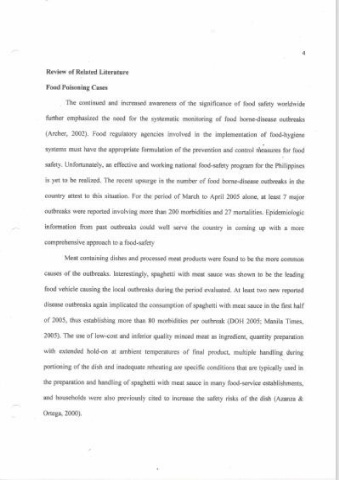 4
Review of Related Literature
Food Poisoning Cases
The continued and increased awareness of the significance of food safety worldwide
further emphasized the need for the systematic monitoring of food borne-disease outbreaks
(Archer, 2002). Food regulatory agencies involved in the implementation of food-hygiene
systems must have the appropriate formulation of the prevention and control measures for food
safety. Unfortunately, an effective and working national food-safety program for the Philippines
is yet to be realized. The recent upsurge in the number of food borne-disease outbreaks in the
country attest to this situation. For the period of March to April 2005 alone, at least 7 major
outbreaks were reported involving more than 200 morbidities and 27 mortalities. Epidemiologic
information from past outbreaks could well serve the country in coming up with a more
comprehensive approach to a food-safety
Meat containing dishes and processed meat products were found to be the more common
causes of the outbreaks. Interestingly, spaghetti with meat sauce was shown to be the leading
food vehicle causing the local outbreaks during the period evaluated. At least two new reported
disease outbreaks again implicated the consumption of spaghetti with meat sauce in the first half
of 2005, thus establishing more than 80 morbidities per outbreak (DOH 2005; Manila Times,
2005). The use of low-cost and inferior quality minced meat as ingredient, quantity preparation
with extended hold-on at ambient temperatures of final product, multiple handling during
portioning of the dish and inadequate reheating are specific conditions that are typically used in
the preparation and handling of spaghetti with meat sauce in many food-service establishments,
and households were also previously cited to increase the safety risks of the dish (Azanza &
Ortega, 2000).